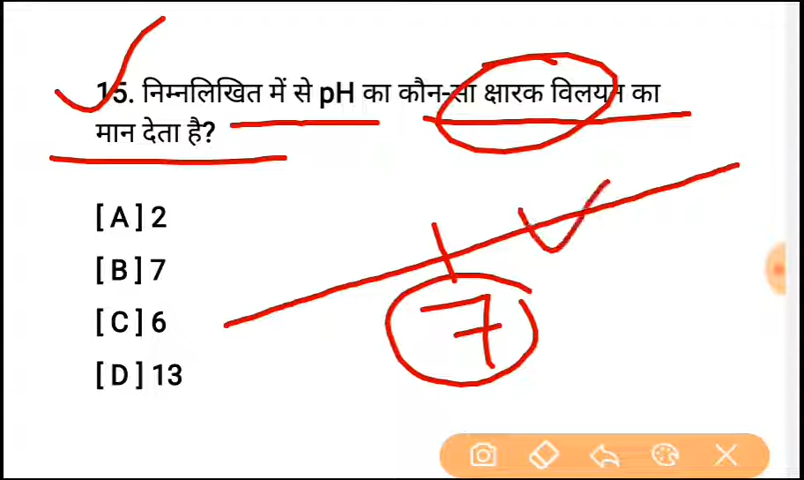 15. निम्नलिखित में से pH का कौन-सा क्षारक विलयन का
मान देता है?
[ A ] 2
[ B ] 7
[ C ] 6
[ D ] 13
7